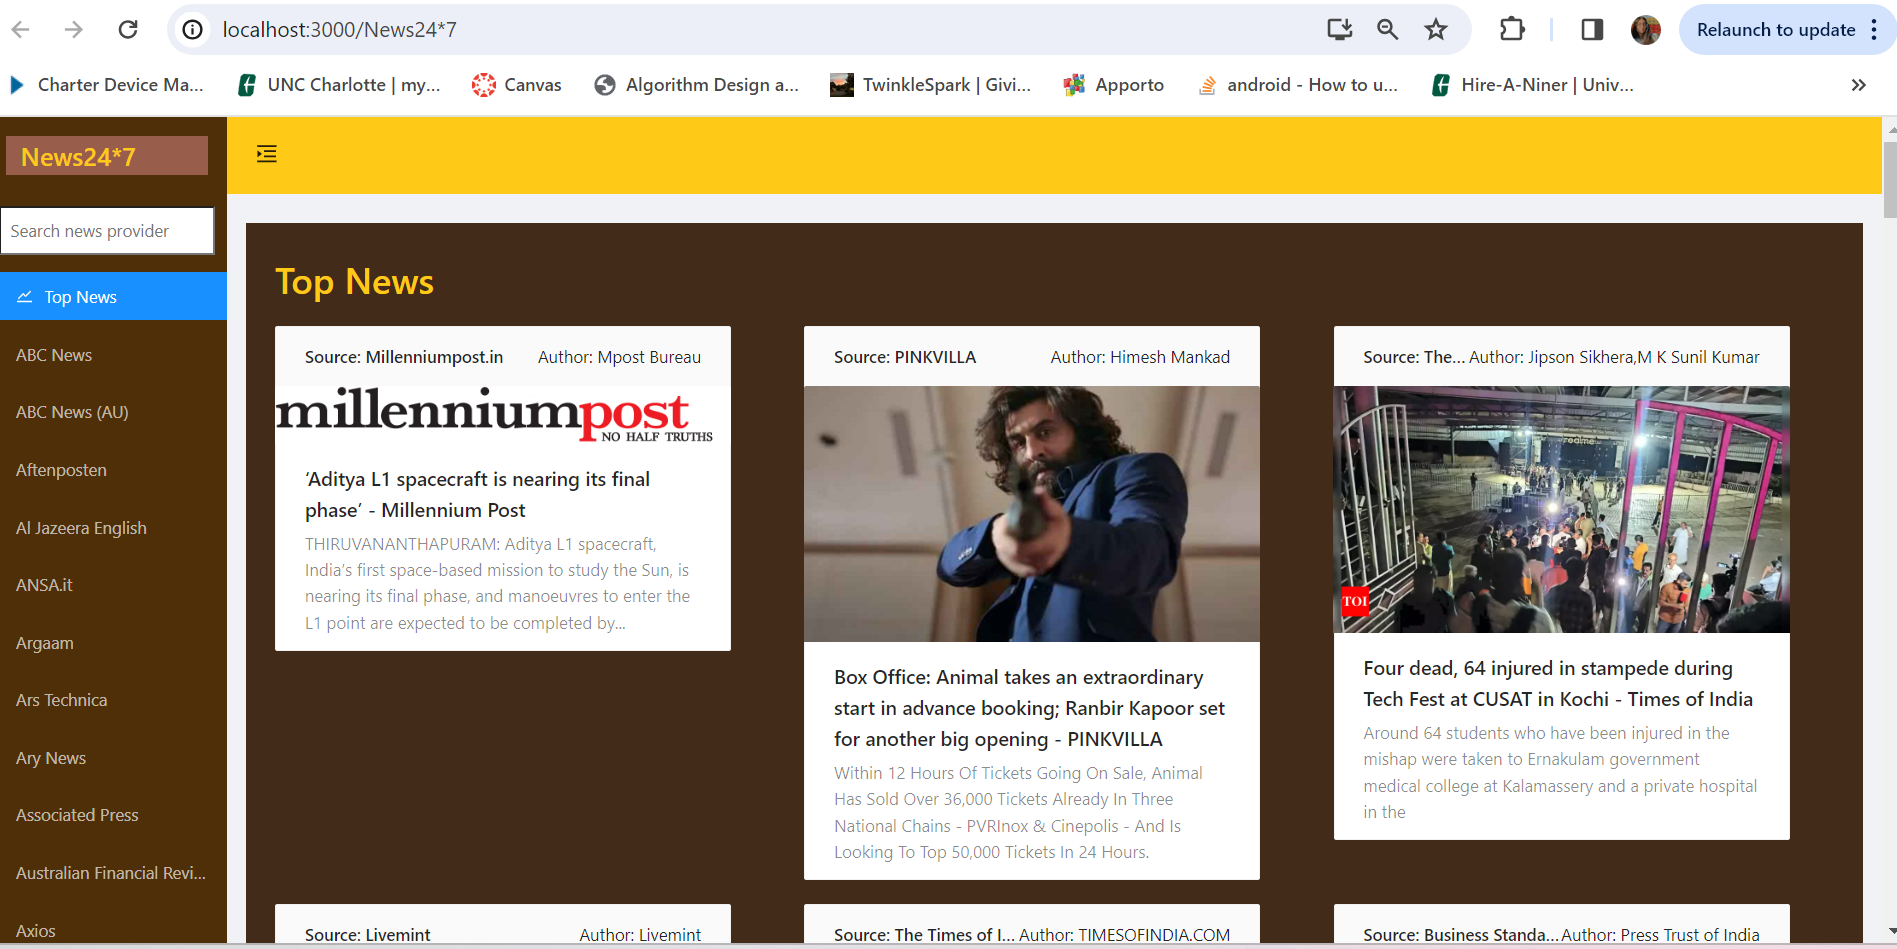 localhost:3000/News24*7
Relaunch to update
Charter Device Ma...
UNC Charlotte | my...
Canvas
Algorithm Design a...
TwinkleSpark | Givi...
Apporto
android - How to u...
Hire-A-Niner | Univ...
News24*7
Search news provider
Top News
ABC News
ABC News (AU)
Aftenposten
Al Jazeera English
ANSA.it
Argaam
Ars Technica
Ary News
Associated Press
Australian Financial Revi...
Axios
Top News
Source: Millenniumpost.in Author: Mpost Bureau
millenniumpost
NO HALF TRUTHS
‘Aditya L1 spacecraft is nearing its final
phase’ - Millennium Post
THIRUVANANTHAPURAM: Aditya L1 spacecraft,
India’s first space-based mission to study the Sun, is
nearing its final phase, and manoeuvres to enter the
L1 point are expected to be completed by...
Source: PINKVILLA Author: Himesh Mankad
Box Office: Animal takes an extraordinary
start in advance booking; Ranbir Kapoor set
for another big opening - PINKVILLA
Within 12 Hours Of Tickets Going On Sale, Animal
Has Sold Over 36,000 Tickets Already In Three
National Chains - PVRInox & Cinepolis - And Is
Looking To Top 50,000 Tickets In 24 Hours.
Source: The... Author: Jipson Sikhera,M K Sunil Kumar
realme
TOI
Four dead, 64 injured in stampede during
Tech Fest at CUSAT in Kochi - Times of India
Around 64 students who have been injured in the
mishap were taken to Ernakulam government
medical college at Kalamassery and a private hospital
in the
Source: Livemint Author: Livemint
Source: The Times of I... Author: TIMESOFINDIA.COM
Source: Business Standa... Author: Press Trust of India